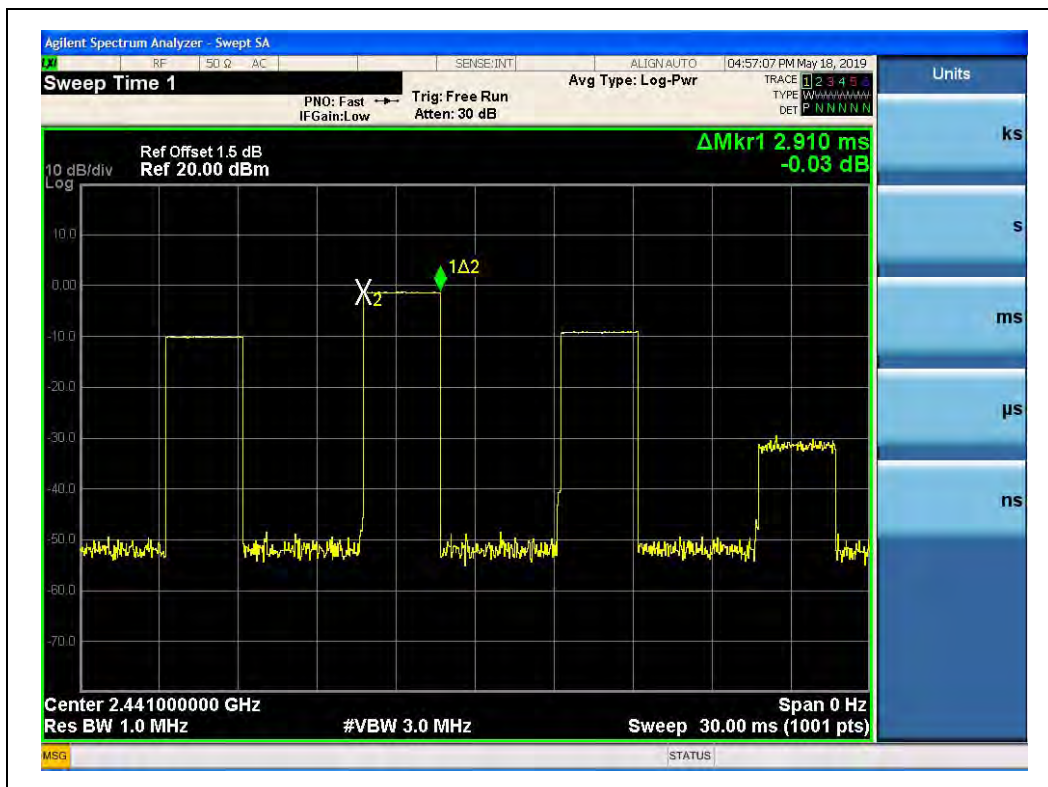 Agilent Spectrum Analyzer - Swept SA
LXI RF 50 Ω AC SENSE:INT ALIGN AUTO 04:57:07 PM May 18, 2019
Sweep Time 1
PNO: Fast
IFGain:Low
Trig: Free Run
Atten: 30 dB
Avg Type: Log-Pwr
TRACE 1 2 3 4 5 6
TYPE WWWWWW
DET P N N N N N
Units
ΔMkr1 2.910 ms
-0.03 dB
Ref Offset 1.5 dB
10 dB/div Ref 20.00 dBm
Log
10.0
0.00
-10.0
-20.0
-30.0
-40.0
-50.0
-60.0
-70.0
X2
1Δ2
ks
s
ms
µs
ns
Center 2.441000000 GHz Span 0 Hz
Res BW 1.0 MHz #VBW 3.0 MHz Sweep 30.00 ms (1001 pts)
MSG STATUS